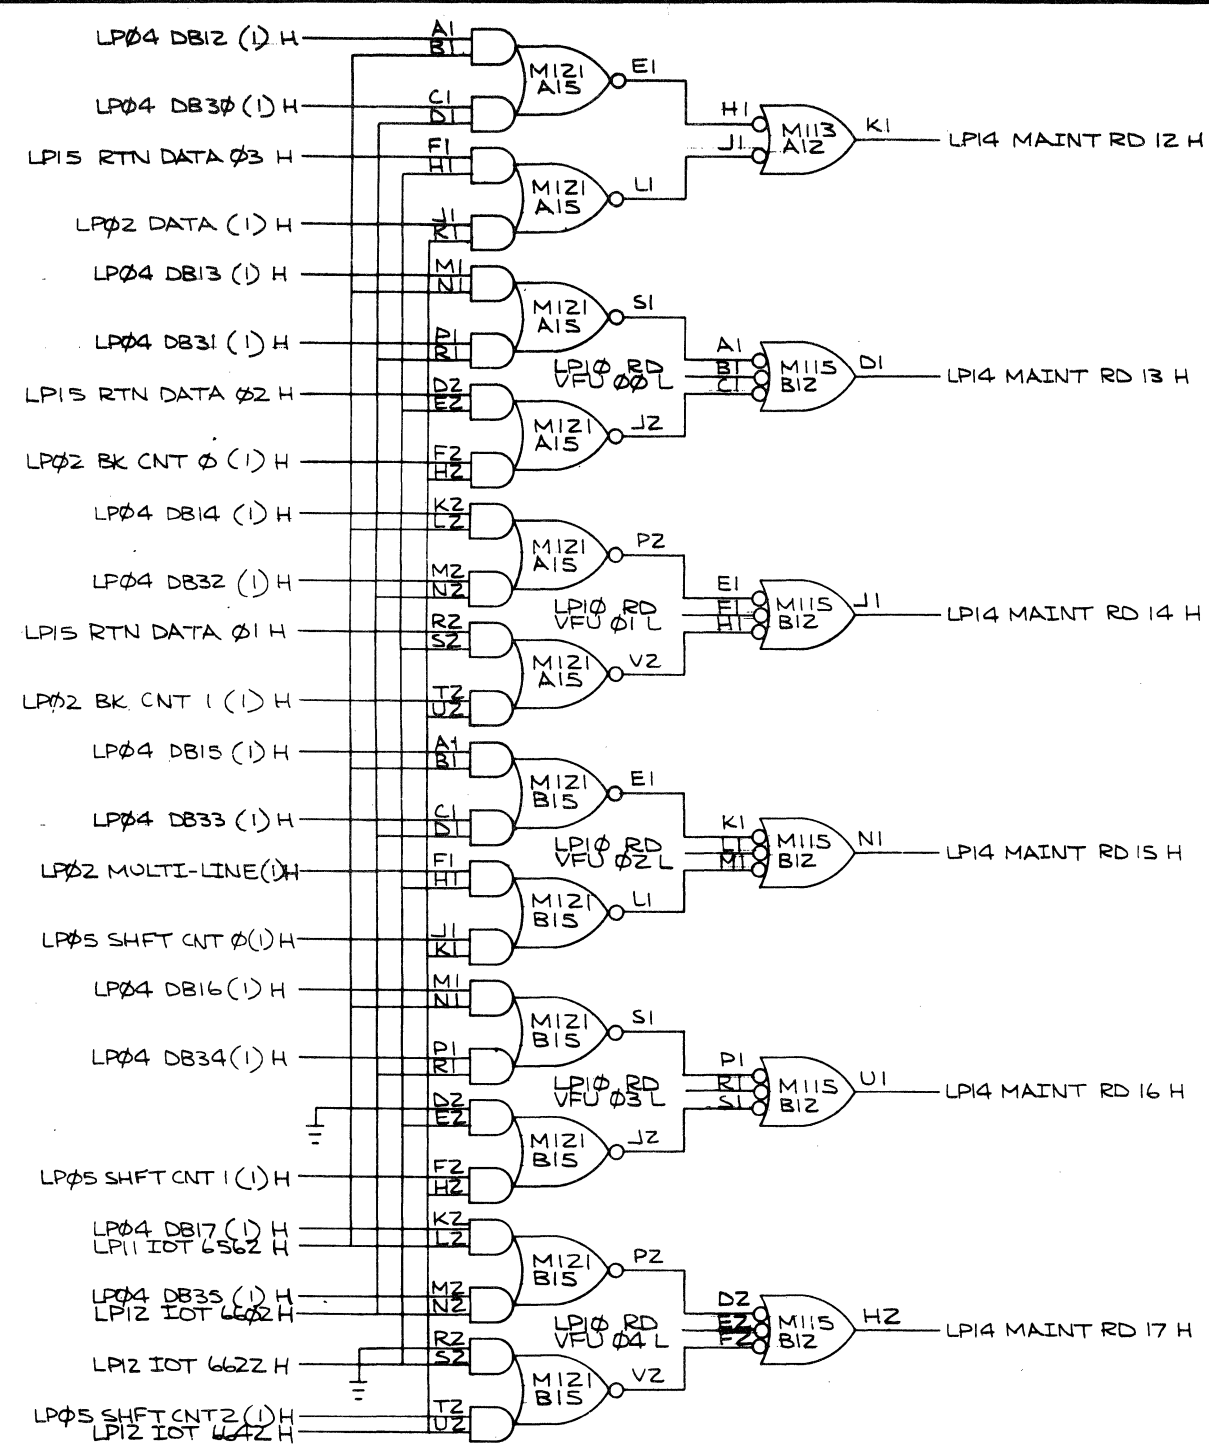 LPØ4 DB12 (1) H
A1
B1
M121
A15
E1
LPØ4 DB3Ø (1) H
C1
D1
H1
J1
M113
A12
K1
LP14 MAINT RD 12 H
LP15 RTN DATA Ø3 H
F1
H1
M121
A15
L1
LPØ2 DATA (1) H
J1
K1
LPØ4 DB13 (1) H
M1
N1
M121
A15
S1
LPØ4 DB31 (1) H
P1
R1
LP1Ø RD
VFU ØØ L
A1
B1
C1
M115
B12
D1
LP14 MAINT RD 13 H
LP15 RTN DATA Ø2 H
D2
E2
M121
A15
J2
LPØ2 BK CNT Ø (1) H
F2
H2
LPØ4 DB14 (1) H
K2
L2
M121
A15
P2
LPØ4 DB32 (1) H
M2
N2
LP1Ø RD
VFU Ø1 L
E1
F1
H1
M115
B12
J1
LP14 MAINT RD 14 H
LP15 RTN DATA Ø1 H
R2
S2
M121
A15
V2
LPØ2 BK CNT 1 (1) H
T2
U2
LPØ4 DB15 (1) H
A1
B1
M121
B15
E1
LPØ4 DB33 (1) H
C1
D1
LP1Ø RD
VFU Ø2 L
K1
L1
M1
M115
B12
N1
LP14 MAINT RD 15 H
LPØ2 MULTI-LINE (1) H
F1
H1
M121
B15
L1
LPØ5 SHFT CNT Ø (1) H
J1
K1
LPØ4 DB16 (1) H
M1
N1
M121
B15
S1
LPØ4 DB34 (1) H
P1
R1
LP1Ø RD
VFU Ø3 L
P1
R1
S1
M115
B12
U1
LP14 MAINT RD 16 H
D2
E2
M121
B15
J2
LPØ5 SHFT CNT 1 (1) H
F2
H2
LPØ4 DB17 (1) H
LP11 IOT 6562 H
K2
L2
M121
B15
P2
LPØ4 DB35 (1) H
LP12 IOT 66Ø2 H
M2
N2
LP1Ø RD
VFU Ø4 L
D2
E2
F2
M115
B12
H2
LP14 MAINT RD 17 H
LP12 IOT 6622 H
R2
S2
M121
B15
V2
LPØ5 SHFT CNT 2 (1) H
LP12 IOT 6642 H
T2
U2